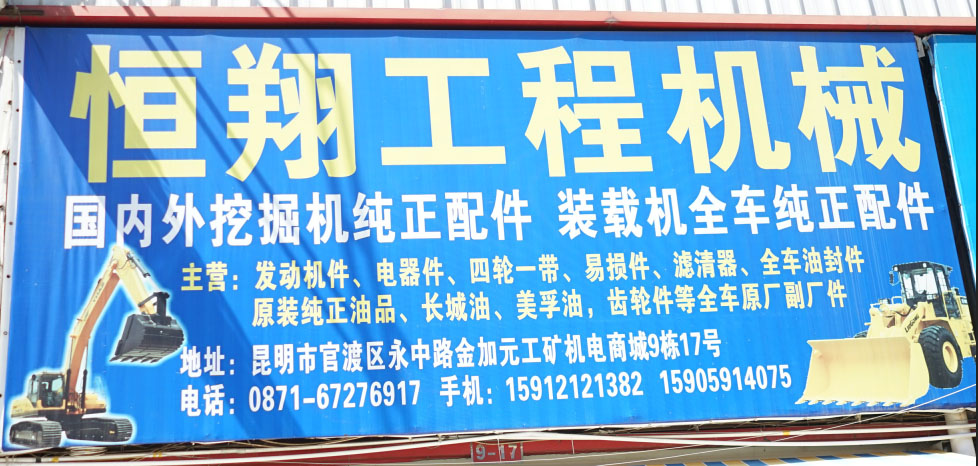 恒翔工程机械
国内外挖掘机纯正配件 装载机全车纯正配件
主营：发动机件、电器件、四轮一带、易损件、滤清器、全车油封件
原装纯正油品、长城油、美孚油，齿轮件等全车原厂副厂件
地址：昆明市官渡区永中路金加元工矿机电商城9栋17号
电话：0871-67276917 手机：15912121382 15905914075
9-17